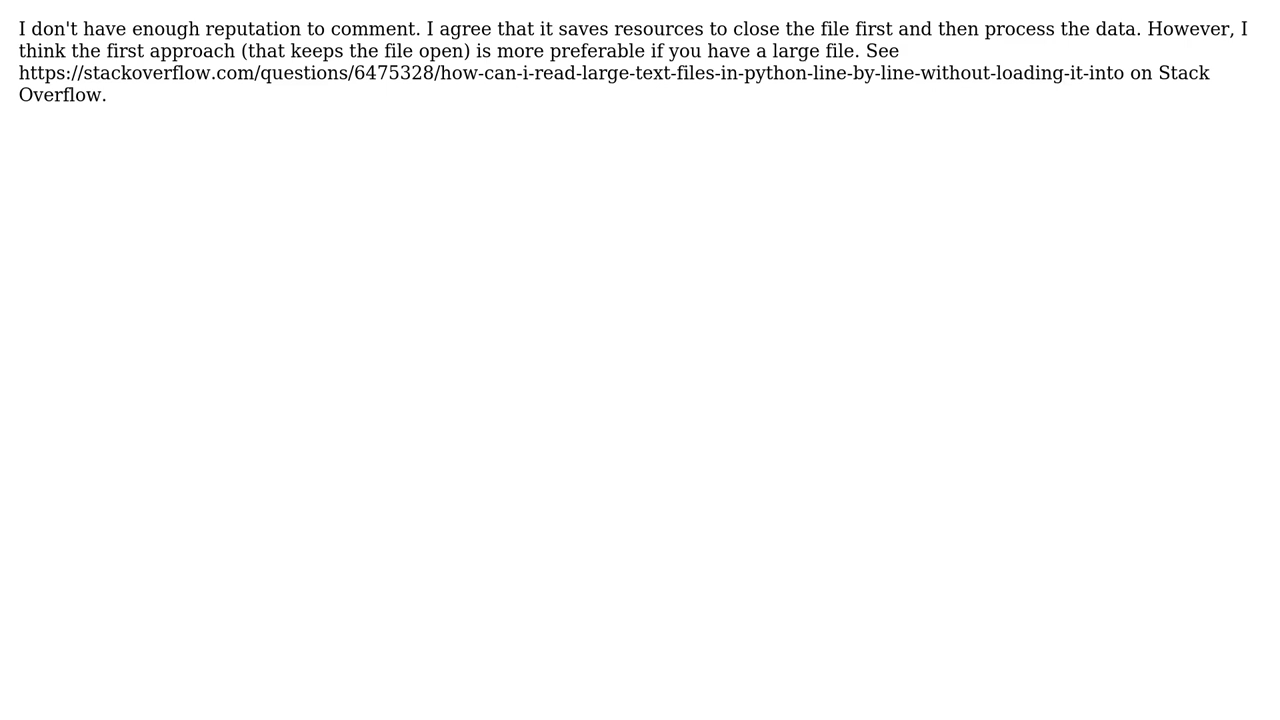 I don't have enough reputation to comment. I agree that it saves resources to close the file first and then process the data. However, I
think the first approach (that keeps the file open) is more preferable if you have a large file. See
https://stackoverflow.com/questions/6475328/how-can-i-read-large-text-files-in-python-line-by-line-without-loading-it-into on Stack
Overflow.